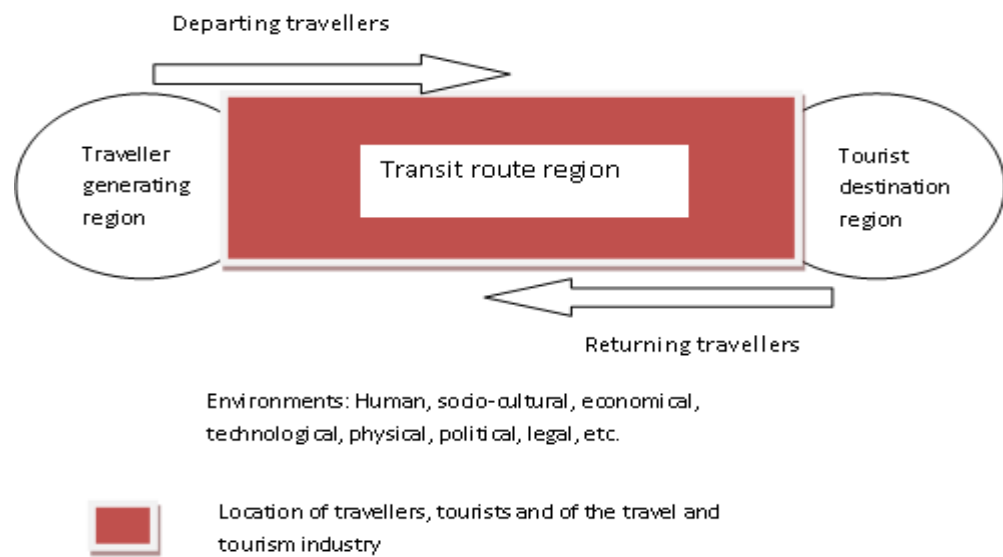 Departing travellers
Traveller
generating
region
Transit route region
Tourist
destination
region
Returning travellers
Environments: Human, socio-cultural, economical,
technological, physical, political, legal, etc.
Location of travellers, tourists and of the travel and
tourism industry